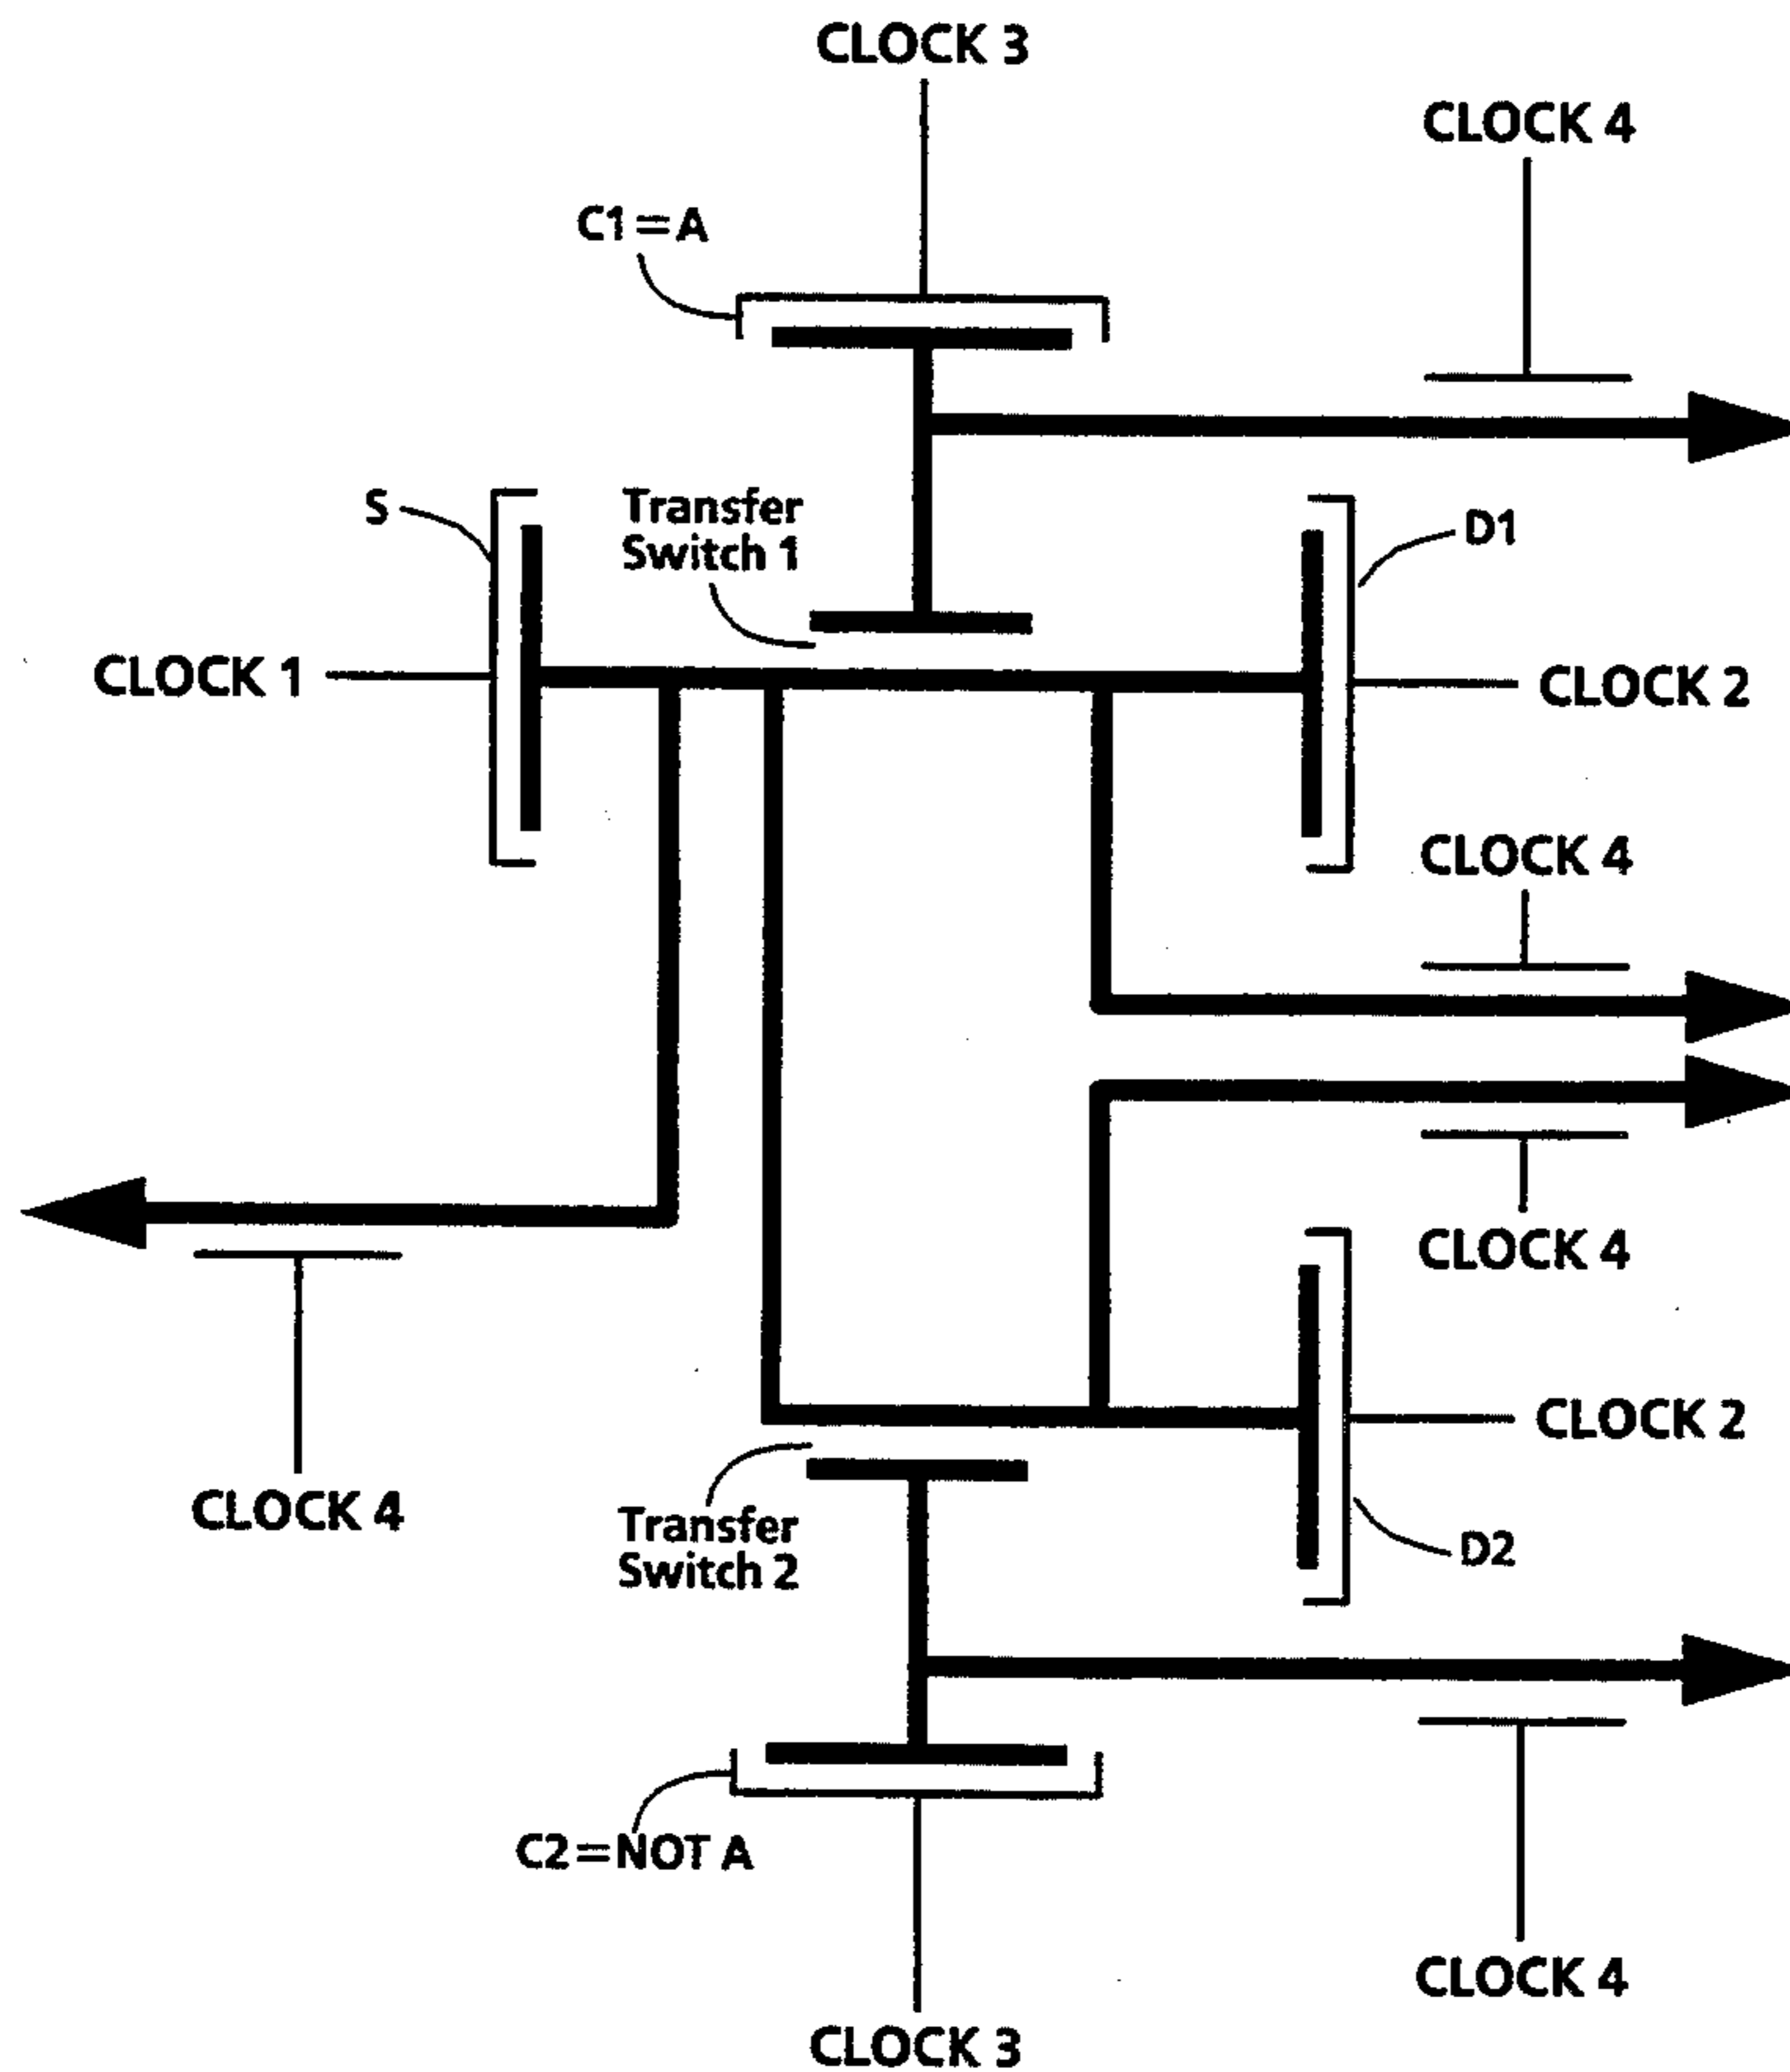 CLOCK 3
CLOCK 4
C1=A
S
Transfer
Switch 1
D1
CLOCK 1
CLOCK 2
CLOCK 4
CLOCK 4
CLOCK 2
CLOCK 4
Transfer
Switch 2
D2
C2=NOT A
CLOCK 4
CLOCK 3